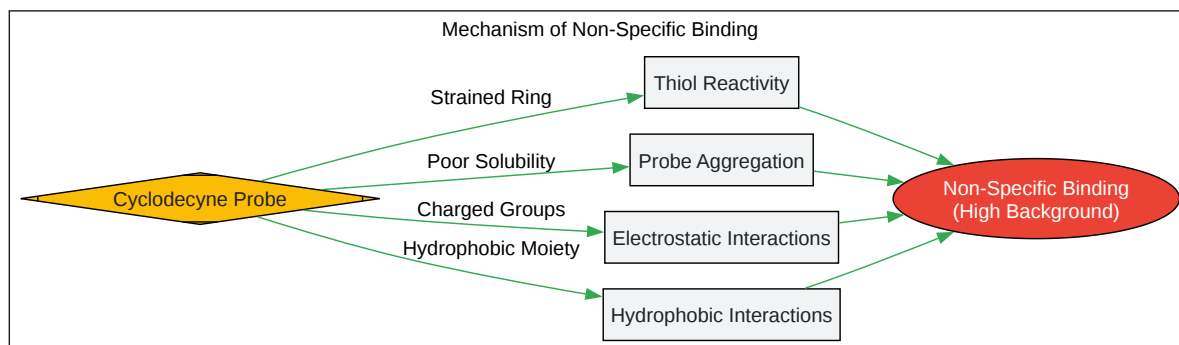 Mechanism of Non-Specific Binding
Strained Ring
Thiol Reactivity
Poor Solubility
Probe Aggregation
Cyclodecyne Probe
Non-Specific Binding
(High Background)
Charged Groups
Electrostatic Interactions
Hydrophobic Moiety
Hydrophobic Interactions